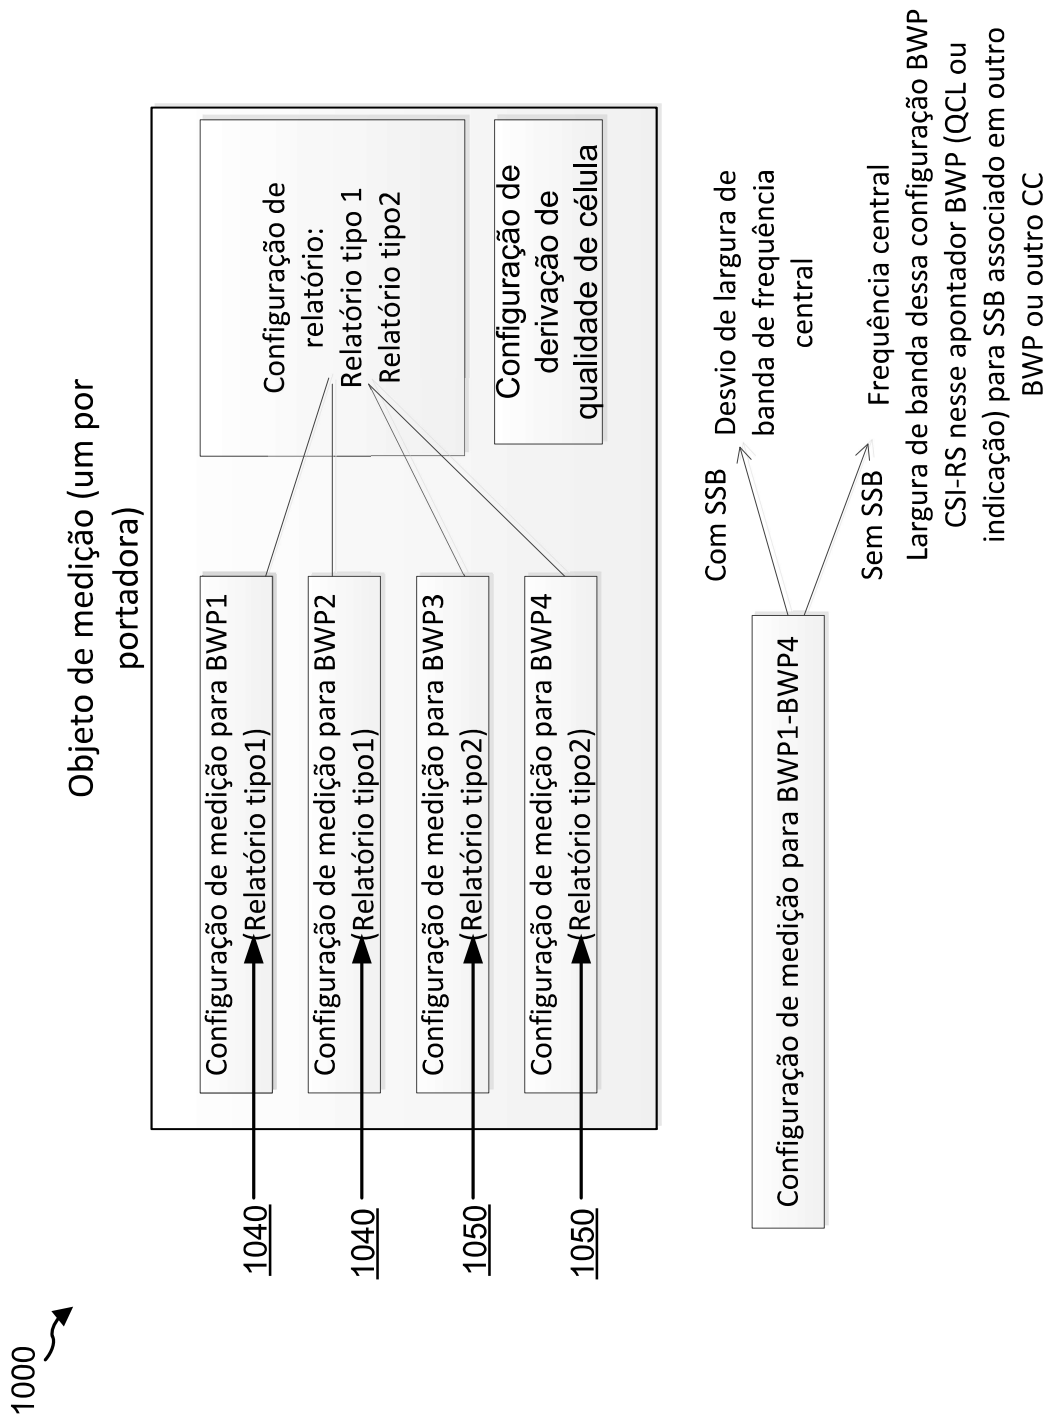 1000
Objeto de medição (um por
portadora)
1040
Configuração de medição para BWP1
(Relatório tipo1)
1040
Configuração de medição para BWP2
(Relatório tipo1)
1050
Configuração de medição para BWP3
(Relatório tipo2)
1050
Configuração de medição para BWP4
(Relatório tipo2)
Configuração de
relatório:
Relatório tipo 1
Relatório tipo2
Configuração de
derivação de
qualidade de célula
Configuração de medição para BWP1-BWP4
Com SSB
Desvio de largura de
banda de frequência
central
Sem SSB
Frequência central
Largura de banda dessa configuração BWP
CSI-RS nesse apontador BWP (QCL ou
indicação) para SSB associado em outro
BWP ou outro CC